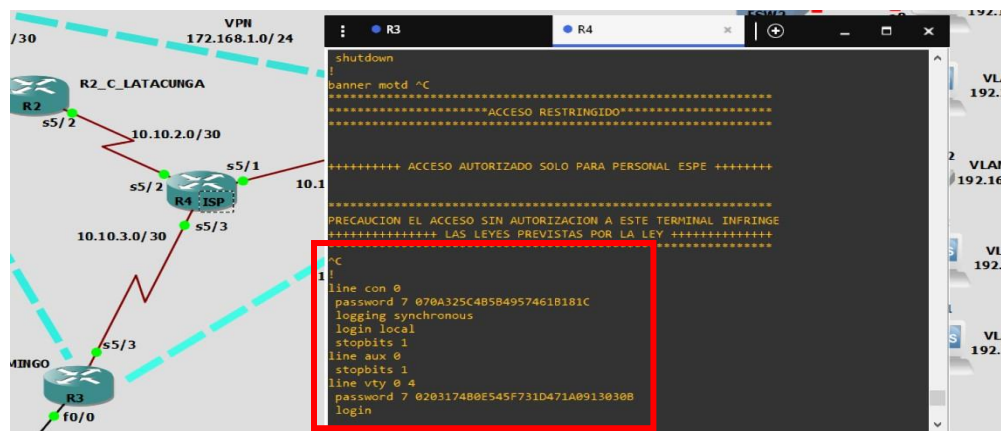 VPN
/30
172.168.1.0/24
R2_C_LATACUNGA
R2
s5/2
10.10.2.0/30
s5/1
s5/2
10.1
R4 ISP
s5/3
10.10.3.0/30
s5/3
MINGO
R3
f0/0
R3
R4
shutdown
!
banner motd ^C
**********************************************************************
*************************ACCESO RESTRINGIDO************************
**********************************************************************
++++++++++ ACCESO AUTORIZADO SOLO PARA PERSONAL ESPE ++++++++
**********************************************************************
PRECAUCION EL ACCESO SIN AUTORIZACION A ESTE TERMINAL INFRINGE
+++++++++++++++ LAS LEYES PREVISTAS POR LA LEY ++++++++++++++
**********************************************************************
^C
!
line con 0
password 7 070A325C4B5B4957461B181C
logging synchronous
login local
stopbits 1
line aux 0
stopbits 1
line vty 0 4
password 7 020317480E545F731D471A0913030B
login
192.1
VL
192.
VLAN
192.16
VL
192.
VL
192.